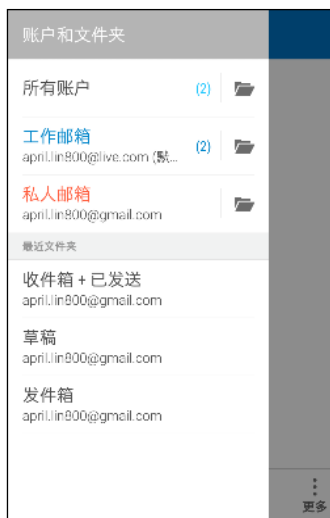 账户和文件夹
所有账户 (2)
工作邮箱 (2)
april.lin800@live.com (默...
私人邮箱
april.lin800@gmail.com
最近文件夹
收件箱 + 已发送
april.lin800@gmail.com
草稿
april.lin800@gmail.com
发件箱
april.lin800@gmail.com
更多